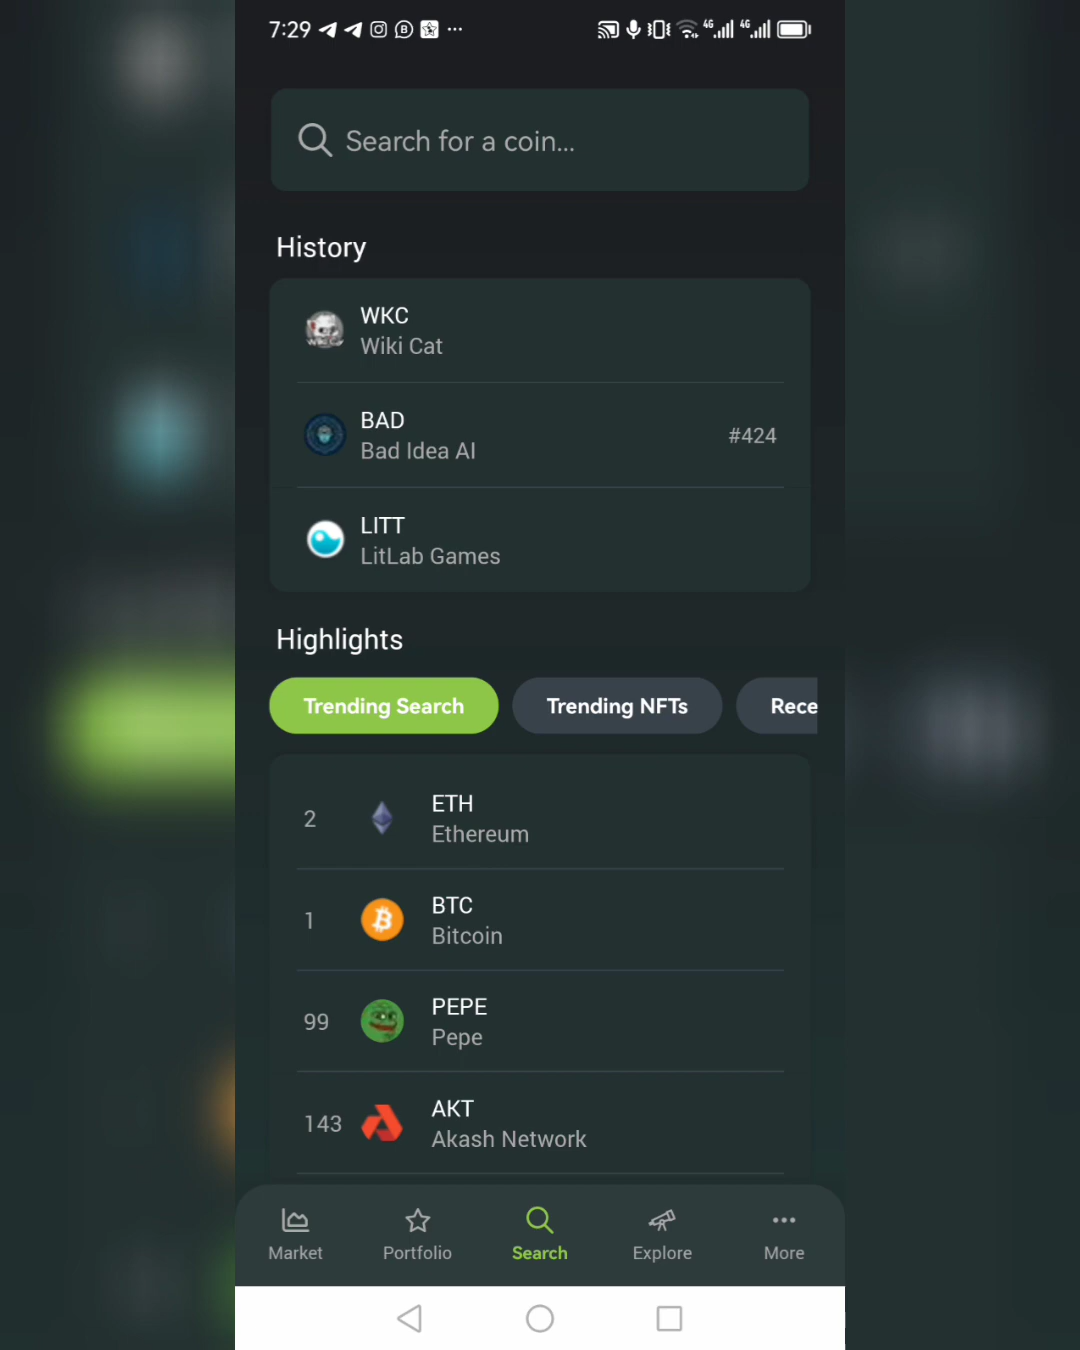 7:29
4G 4G
Search for a coin...
History
WKC
Wiki Cat
BAD
Bad Idea AI
#424
LITT
LitLab Games
Highlights
Trending Search
Trending NFTs
Rece
2
ETH
Ethereum
1
BTC
Bitcoin
99
PEPE
Pepe
143
AKT
Akash Network
Market
Portfolio
Search
Explore
More